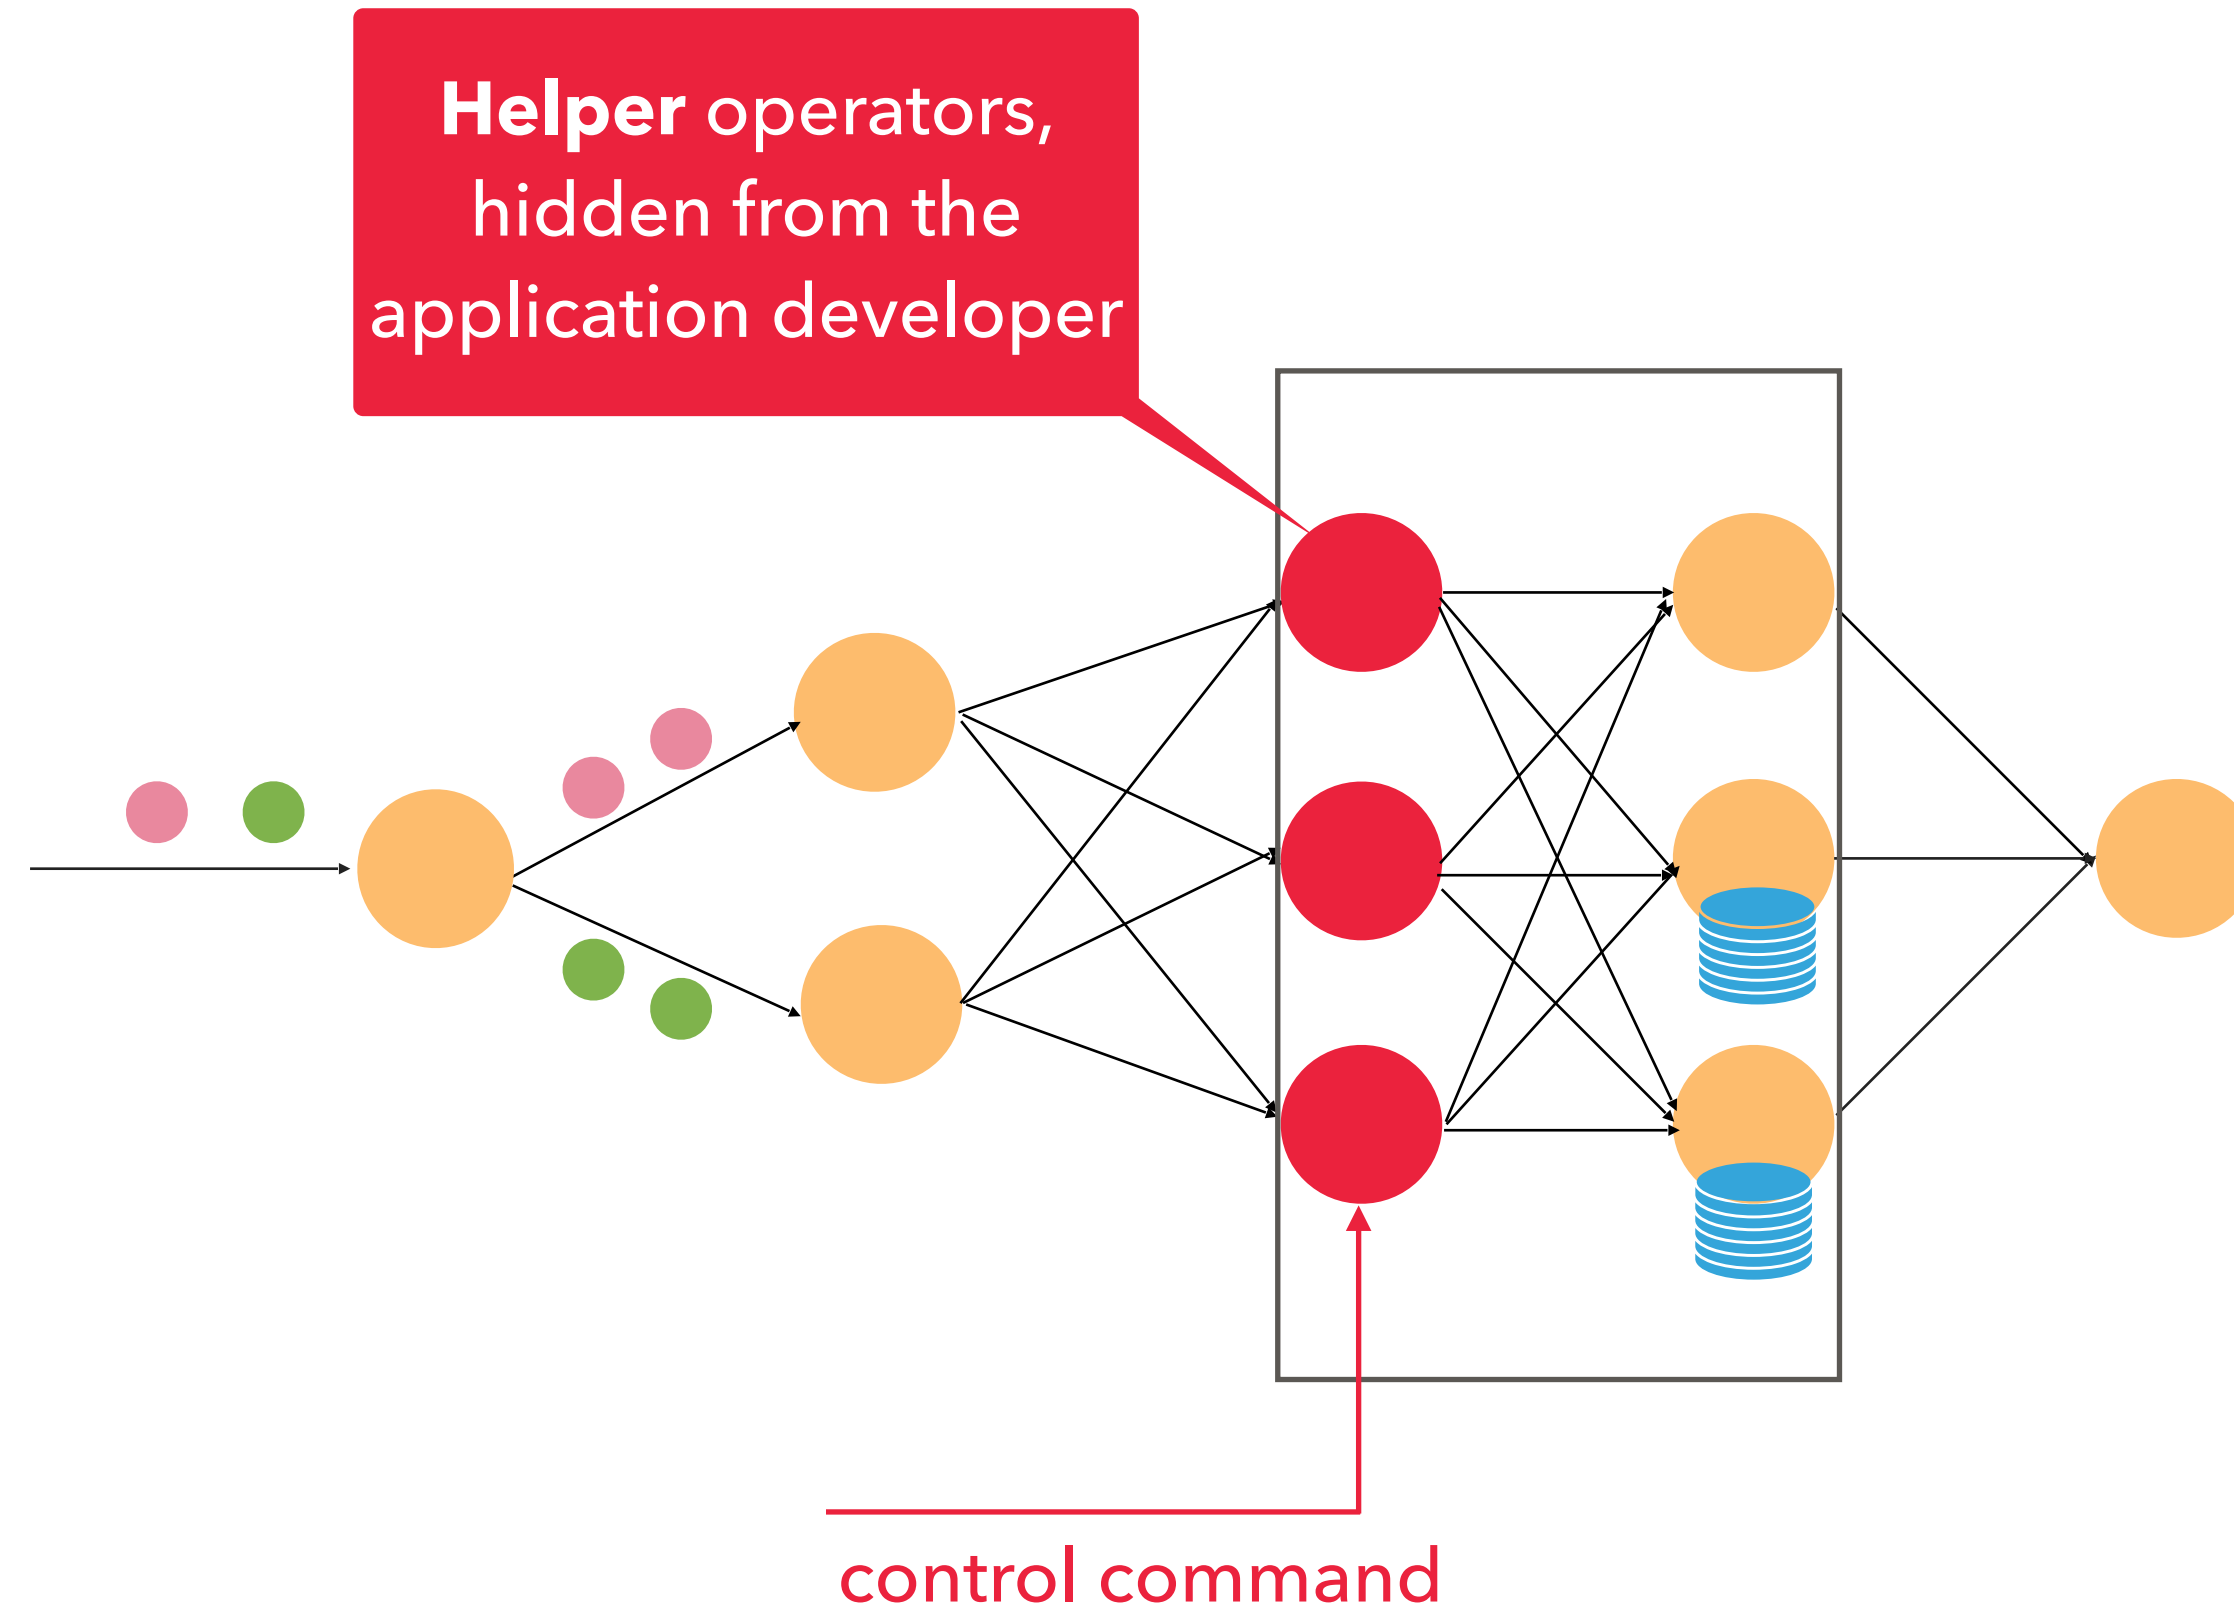 Helper operators,
hidden from the
application developer
control command